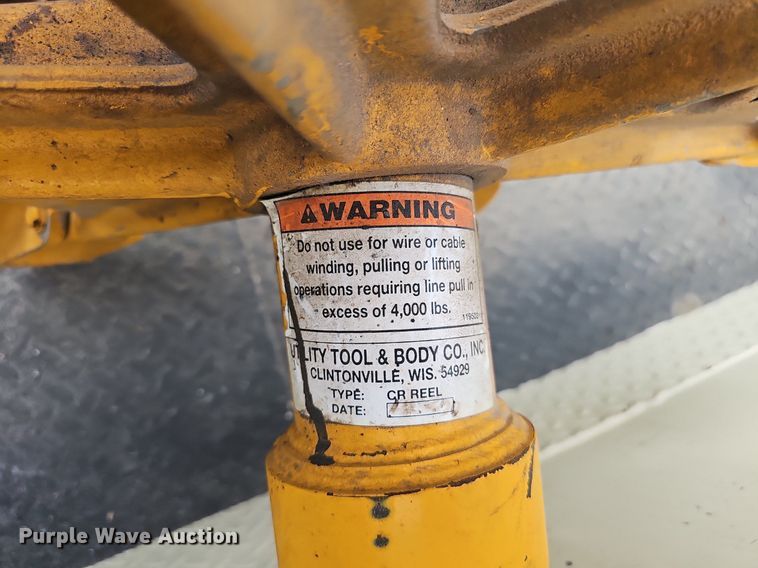 WARNING
Do not use for wire or cable
winding, pulling or lifting
operations requiring line pull in
excess of 4,000 lbs.
UTILITY TOOL & BODY CO., INC.
CLINTONVILLE, WIS. 54929
TYPE: CR REEL
DATE:
Purple Wave Auction